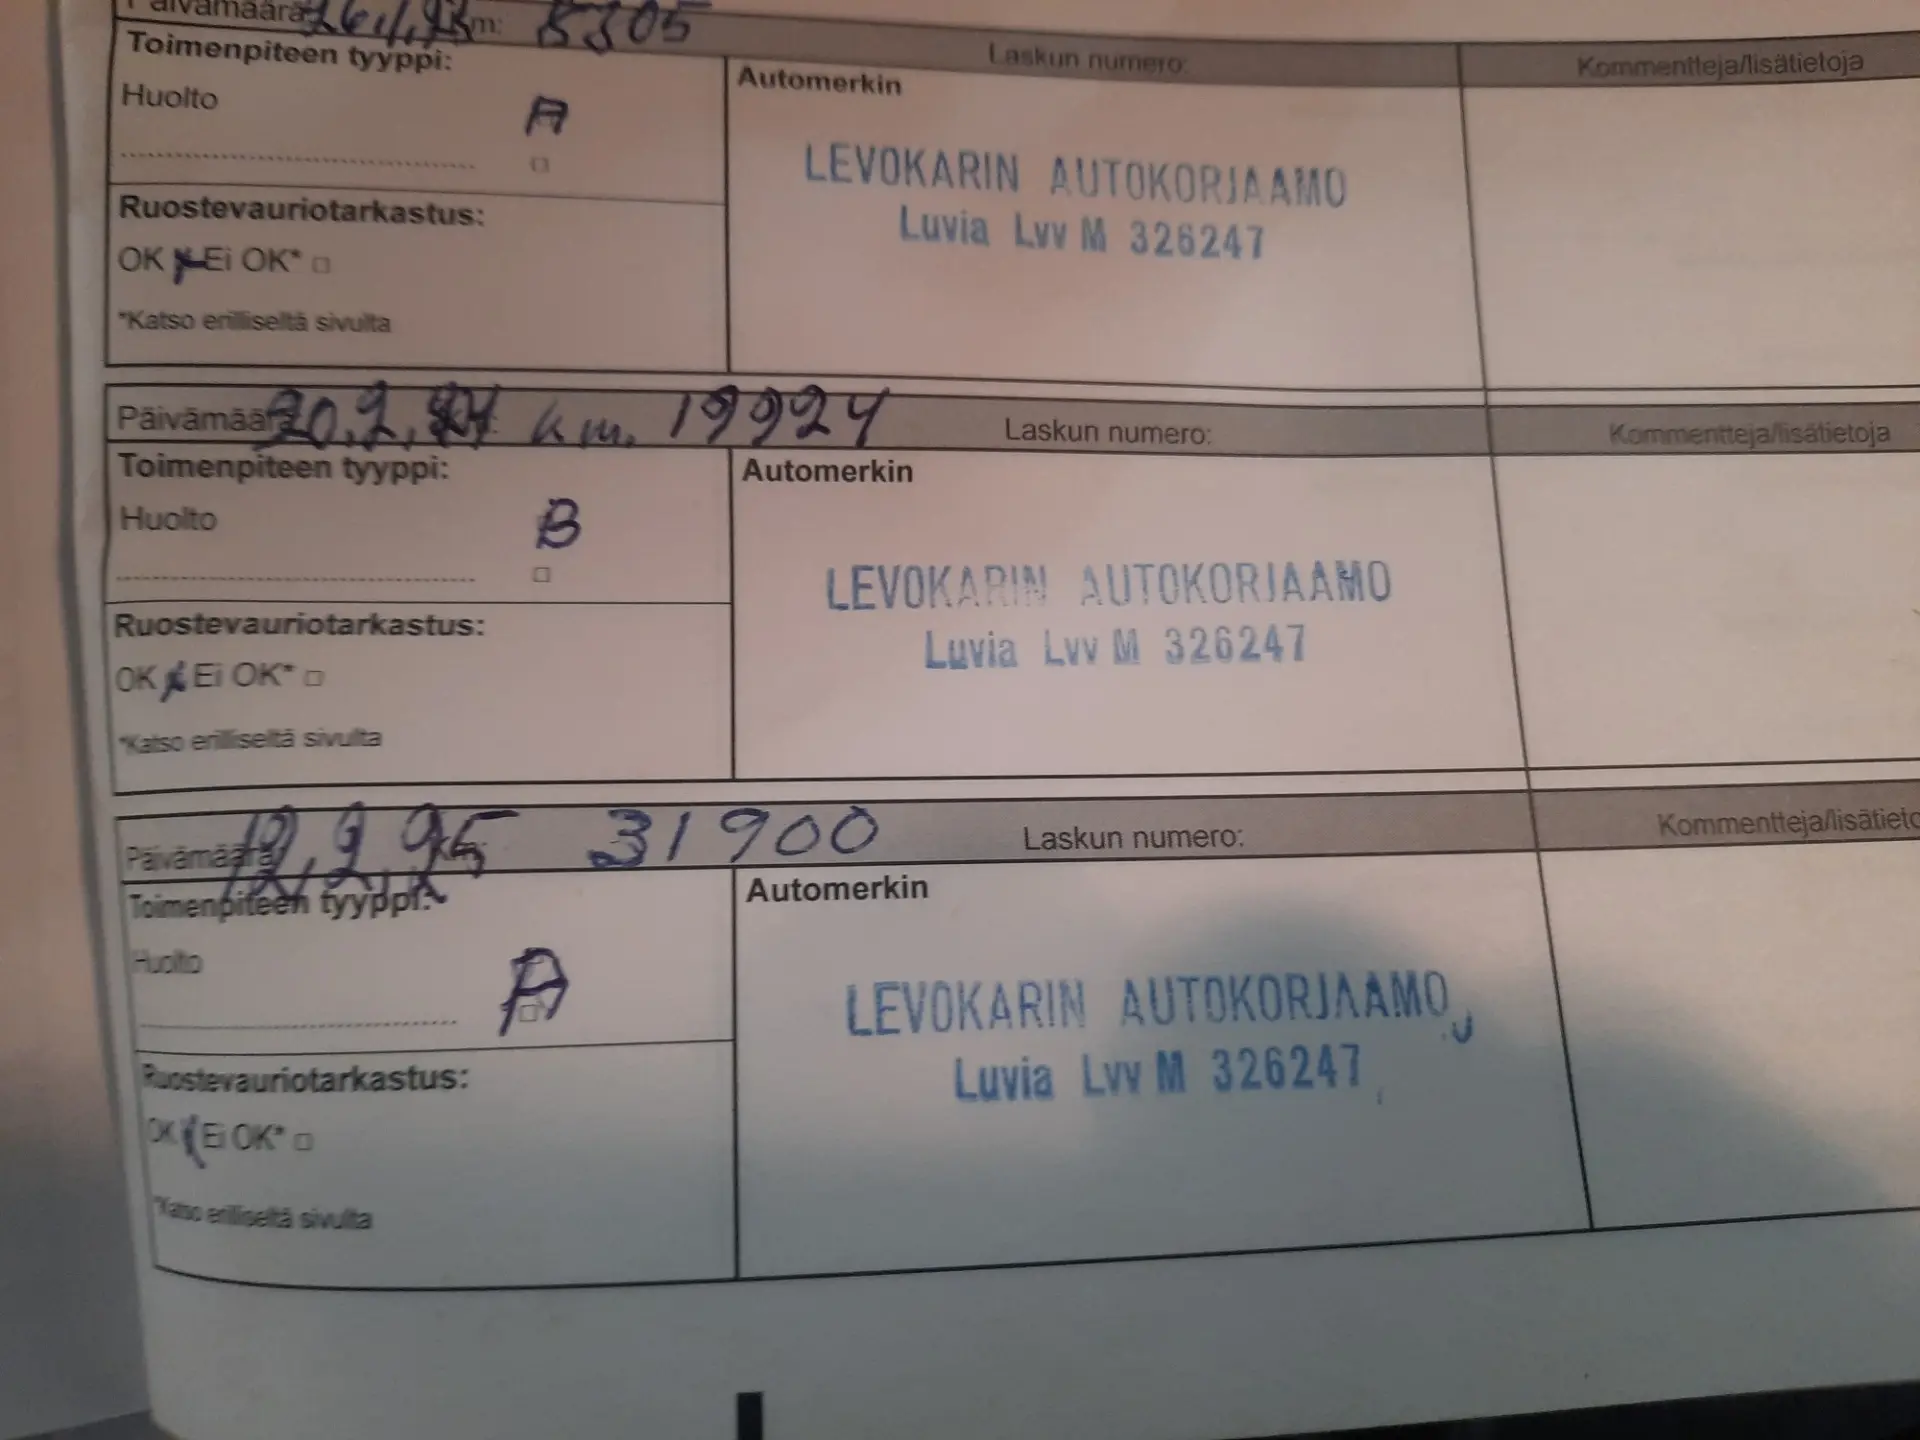 Päivämäärä 26.1.93 m: 5305
Laskun numero:
Kommentteja/lisätietoja
Toimenpiteen tyyppi:
Automerkin
Huolto A
LEVOKARIN AUTOKORJAAMO
Luvia Lvv M 326247
Ruostevauriotarkastus:
OK x Ei OK* □
*Katso erilliseltä sivulta
Päivämäärä 20.2. km. 19924
Laskun numero:
Kommentteja/lisätietoja
Toimenpiteen tyyppi:
Automerkin
Huolto B
LEVOKARIN AUTOKORJAAMO
Luvia Lvv M 326247
Ruostevauriotarkastus:
OK x Ei OK* □
*Katso erilliseltä sivulta
Päivämäärä 12.2.95 31900
Laskun numero:
Kommentteja/lisätieto
Toimenpiteen tyyppi:
Automerkin
Huolto A
LEVOKARIN AUTOKORJAAMO
Luvia Lvv M 326247
Ruostevauriotarkastus:
OK Ei OK* □
*Katso erilliseltä sivulta